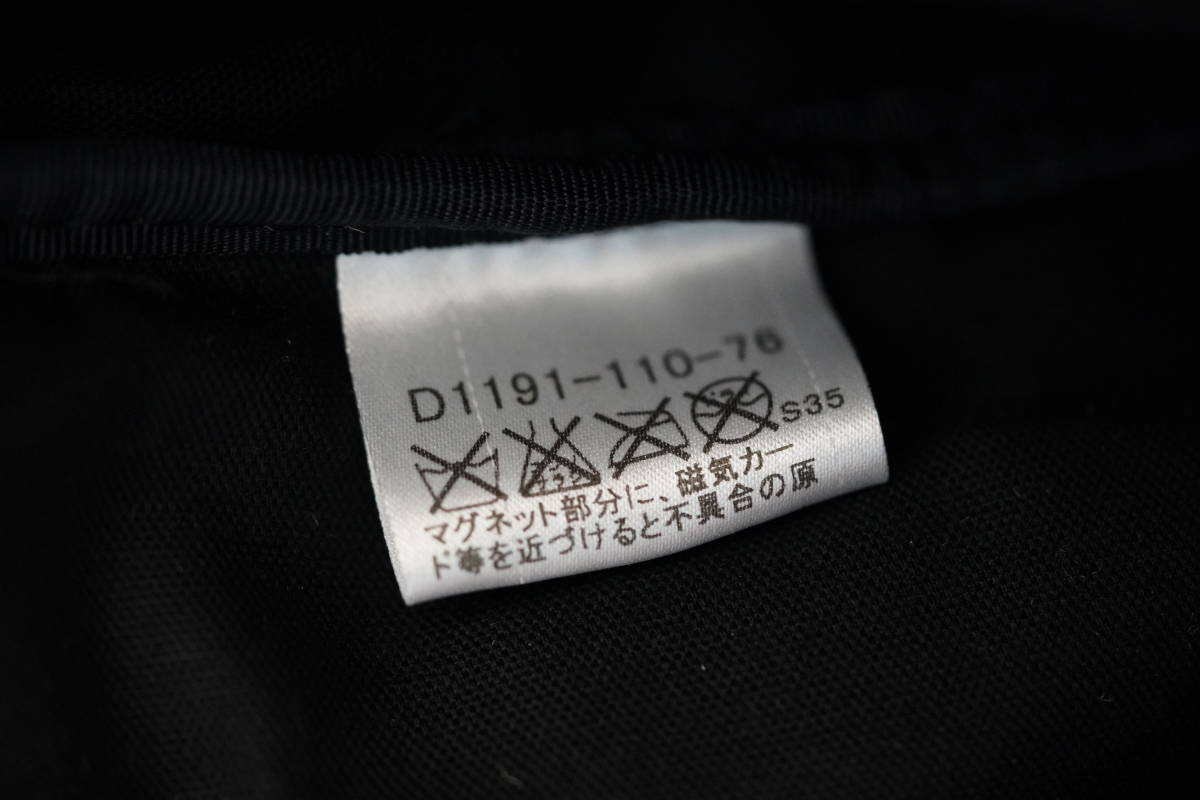 D1191-110-76
S35
マグネット部分に、磁気カー
ド等を近づけると不具合の原